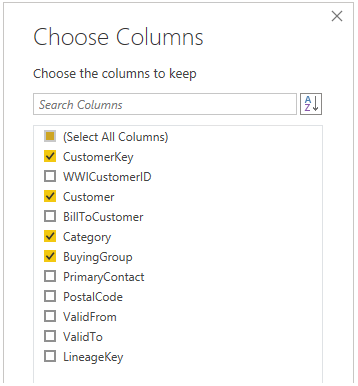 Choose Columns
Choose the columns to keep
Search Columns
A
Z
(Select All Columns)
CustomerKey
WWICustomerID
Customer
BillToCustomer
Category
BuyingGroup
PrimaryContact
PostalCode
ValidFrom
ValidTo
LineageKey